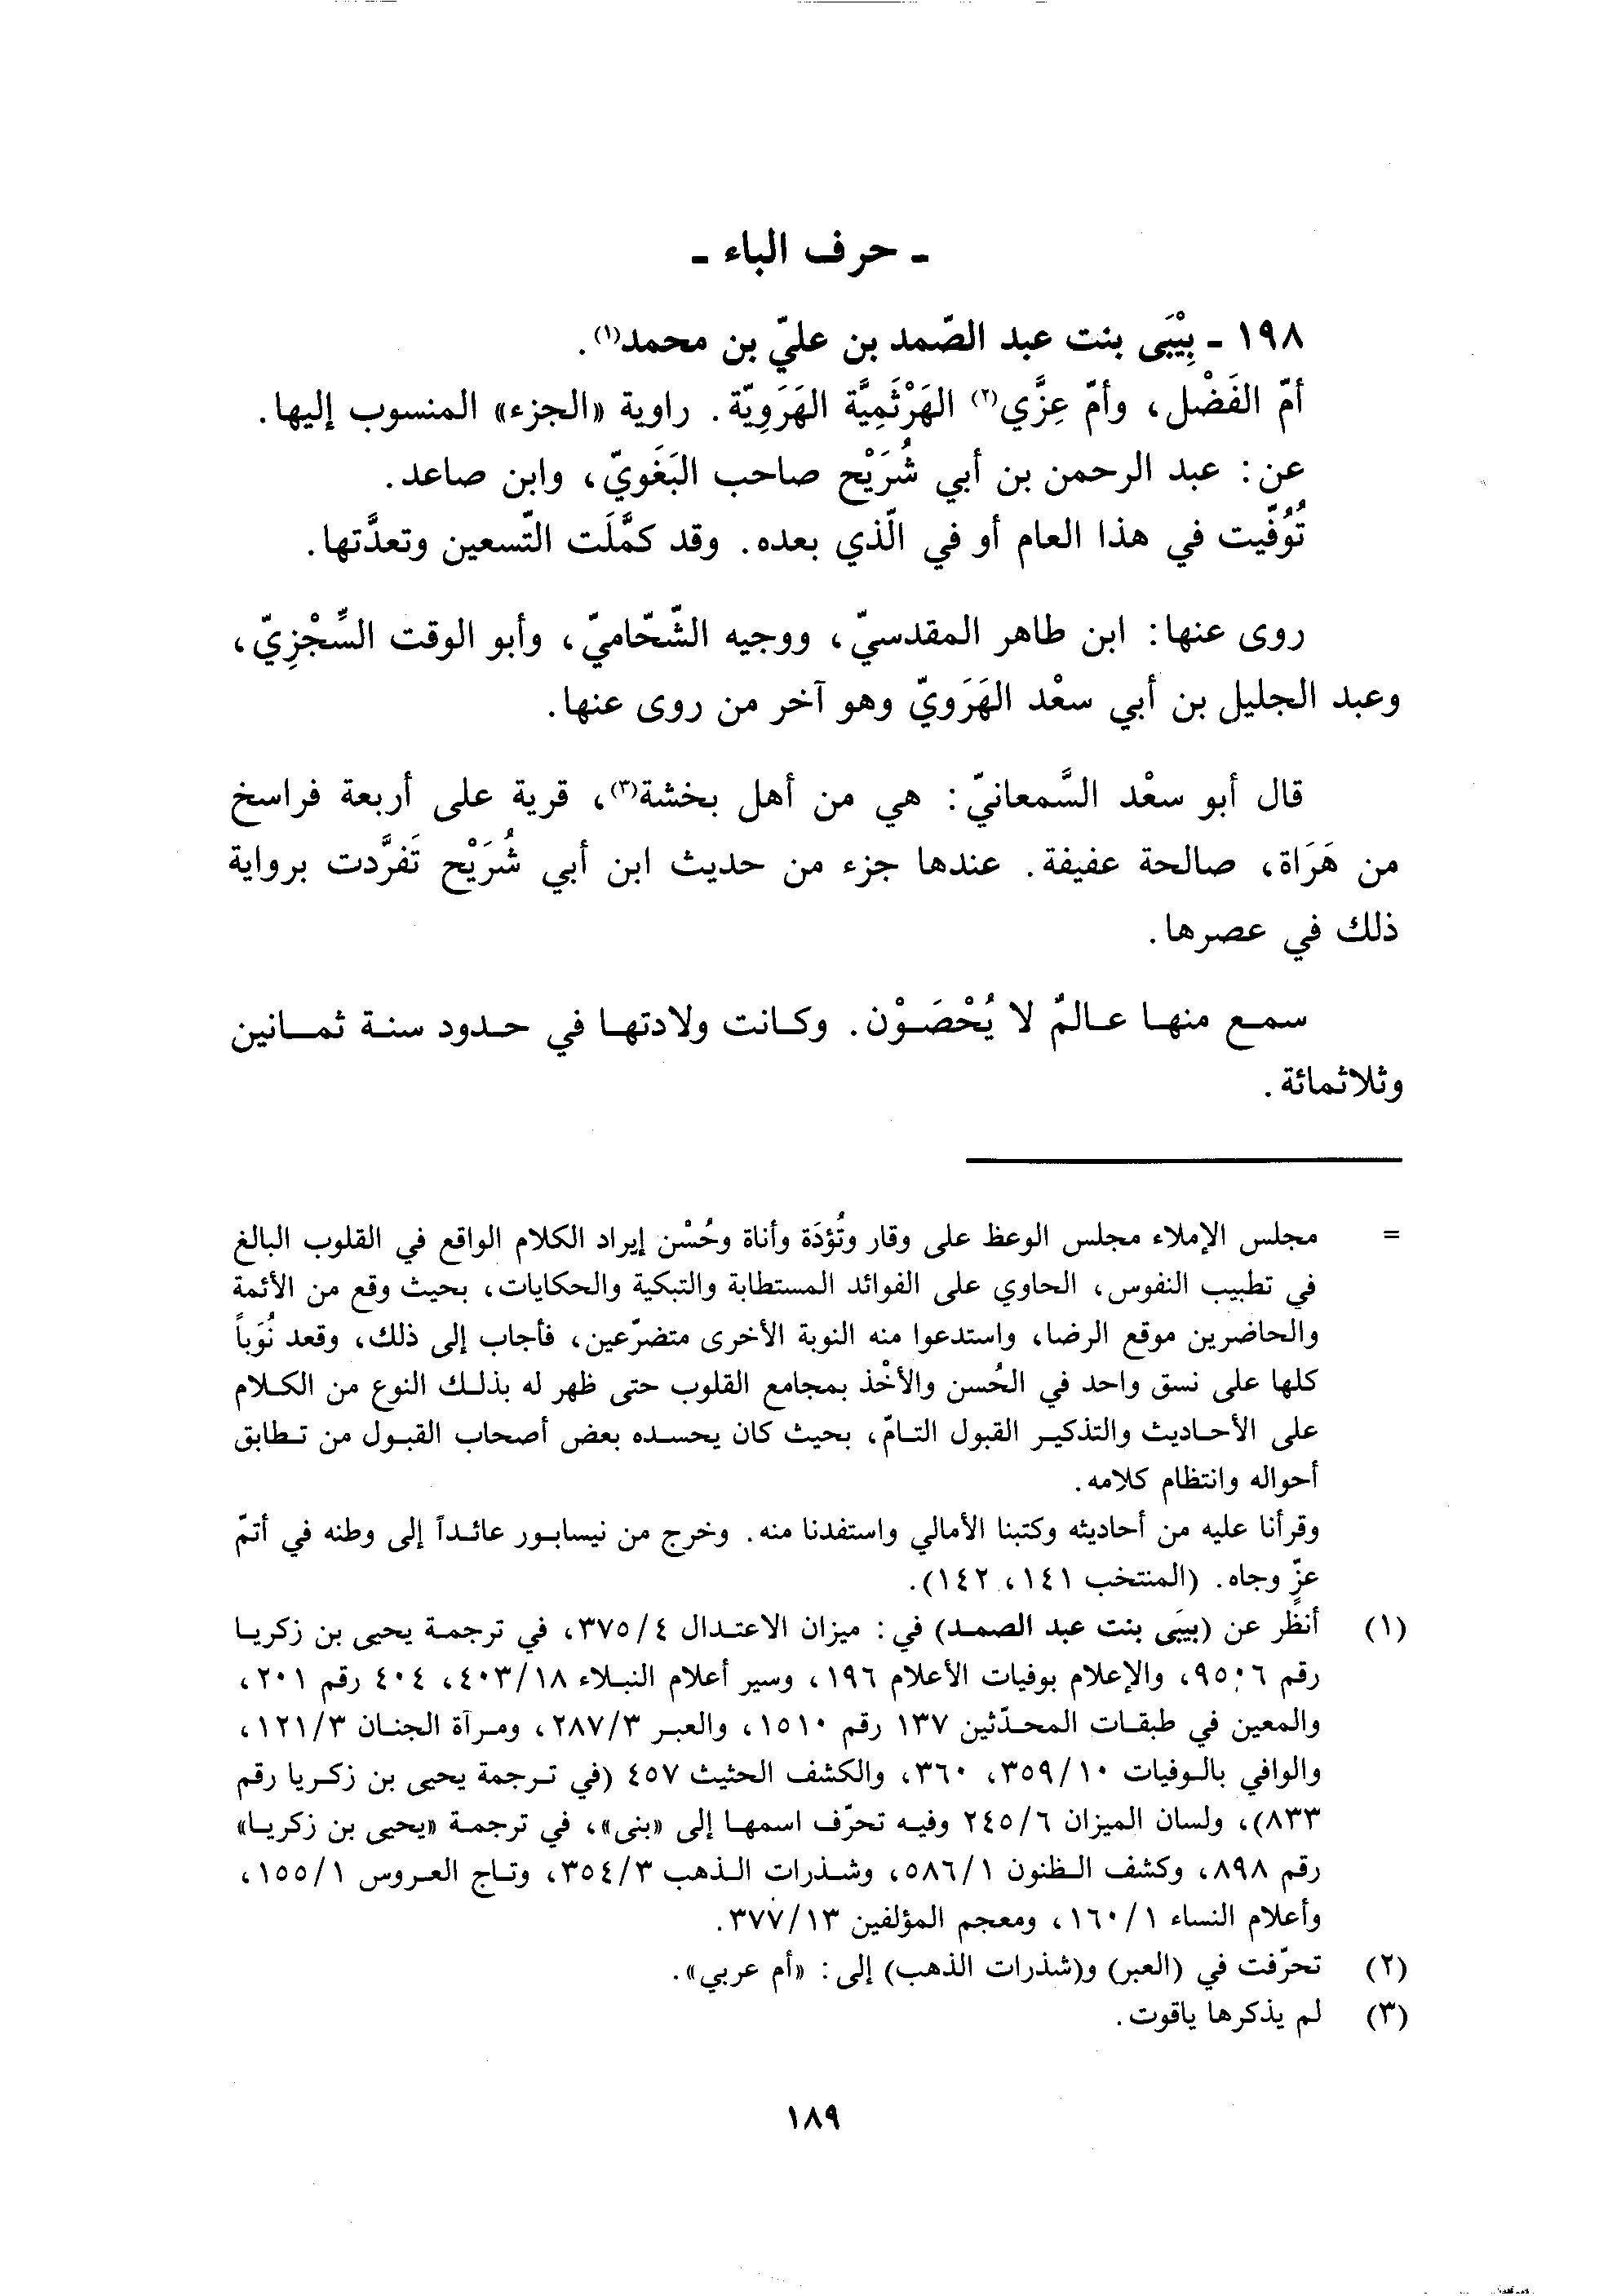 ـ حرف الباء ـ
١٩٨ ـ بِيْبَى بنت عبد الصّمد بن عليّ بن محمد(١).
أمّ الفَضْل، وأمّ عِزَّي(٢) الهَرْثَمِيَّة الهَرَوِيّة. راوية «الجزء» المنسوب إليها.
عن: عبد الرحمن بن أبي شُرَيْح صاحب البَغَويّ، وابن صاعد.
تُوُفّيت في هذا العام أو في الّذي بعده. وقد كمَّلَت التّسعين وتعدَّتها.
روى عنها: ابن طاهر المقدسيّ، ووجيه الشّحّاميّ، وأبو الوقت السِّجْزِيّ،
وعبد الجليل بن أبي سعْد الهَرَويّ وهو آخر من روى عنها.
قال أبو سعْد السَّمعانيّ: هي من أهل بخشة(٣)، قرية على أربعة فراسخ
من هَرَاة، صالحة عفيفة. عندها جزء من حديث ابن أبي شُرَيْح تَفرَّدت برواية
ذلك في عصرها.
سمع منها عالمٌ لا يُحْصَوْن. وكانت ولادتها في حدود سنة ثمانين
وثلاثمائة.
= مجلس الإملاء مجلس الوعظ على وقار وتُؤدَة وأناة وحُسْن إيراد الكلام الواقع في القلوب البالغ
في تطبيب النفوس، الحاوي على الفوائد المستطابة والتبكية والحكايات، بحيث وقع من الأئمة
والحاضرين موقع الرضا، واستدعوا منه النوبة الأخرى متضرّعين، فأجاب إلى ذلك، وقعد نُوَباً
كلها على نسق واحد في الحُسن والأخْذ بمجامع القلوب حتى ظهر له بذلك النوع من الكلام
على الأحاديث والتذكير القبول التامّ، بحيث كان يحسده بعض أصحاب القبول من تطابق
أحواله وانتظام كلامه.
وقرأنا عليه من أحاديثه وكتبنا الأمالي واستفدنا منه. وخرج من نيسابور عائداً إلى وطنه في أتمّ
عزٍّ وجاه. (المنتخب ١٤١، ١٤٢).
(١) أنظر عن (بيبَى بنت عبد الصمد) في: ميزان الاعتدال ٣٧٥/٤، في ترجمة يحيى بن زكريا
رقم ٩٥٠٦، والإعلام بوفيات الأعلام ١٩٦، وسير أعلام النبلاء ٤٠٣/١٨، ٤٠٤ رقم ٢٠١،
والمعين في طبقات المحدّثين ١٣٧ رقم ١٥١٠، والعبر ٢٨٧/٣، ومرآة الجنان ١٢١/٣،
والوافي بالوفيات ٣٥٩/١٠، ٣٦٠، والكشف الحثيث ٤٥٧ (في ترجمة يحيى بن زكريا رقم
٨٣٣)، ولسان الميزان ٢٤٥/٦ وفيه تحرّف اسمها إلى «بنى»، في ترجمة «يحيى بن زكريا»
رقم ٨٩٨، وكشف الظنون ٥٨٦/١، وشذرات الذهب ٣٥٤/٣، وتاج العروس ١٥٥/١،
وأعلام النساء ١٦٠/١، ومعجم المؤلفين ٣٧٧/١٣.
(٢) تحرّفت في (العبر) و(شذرات الذهب) إلى: «أم عربي».
(٣) لم يذكرها ياقوت.
١٨٩